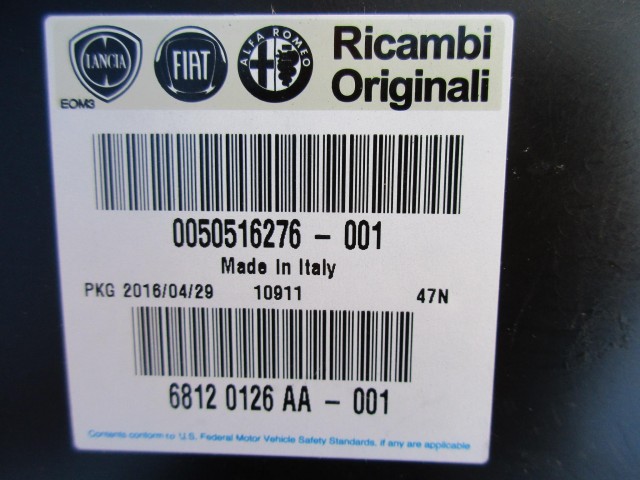 LANCIA FIAT ALFA ROMEO Ricambi
EOM3 Originali
0050516276 - 001
Made In Italy
PKG 2016/04/29 10911 47N
6812 0126 AA - 001
Contents conform to U.S. Federal Motor Vehicle Safety Standards, if any are applicable